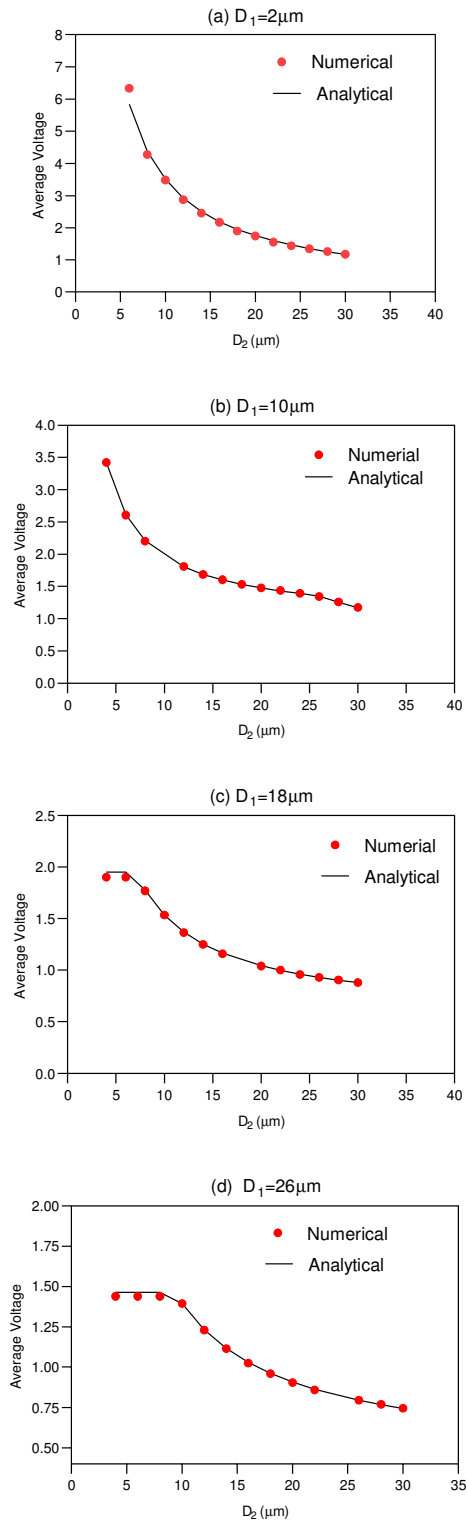 (a) D₁=2μm
8
7
6
5
4
3
2
1
0
Average Voltage
Numerical
Analytical
0 5 10 15 20 25 30 35 40
D₂ (μm)
(b) D₁=10μm
4.0
3.5
3.0
2.5
2.0
1.5
1.0
0.5
0.0
Average Voltage
Numerial
Analytical
0 5 10 15 20 25 30 35 40
D₂ (μm)
(c) D₁=18μm
2.5
2.0
1.5
1.0
0.5
0.0
Average Voltage
Numerial
Analytical
0 5 10 15 20 25 30 35 40
D₂ (μm)
(d) D₁=26μm
2.00
1.75
1.50
1.25
1.00
0.75
0.50
Average Voltage
Numerical
Analytical
0 5 10 15 20 25 30 35
D₂ (μm)